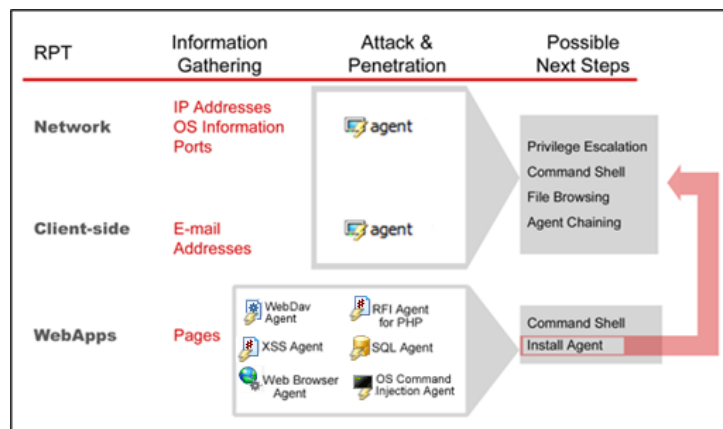 RPT
Information
Gathering
Attack &
Penetration
Possible
Next Steps
Network
IP Addresses
OS Information
Ports
agent
Privilege Escalation
Command Shell
File Browsing
Agent Chaining
Client-side
E-mail
Addresses
agent
WebApps
Pages
WebDav
Agent
RFI Agent
for PHP
XSS Agent
SQL Agent
Web Browser
Agent
OS Command
Injection Agent
Command Shell
Install Agent